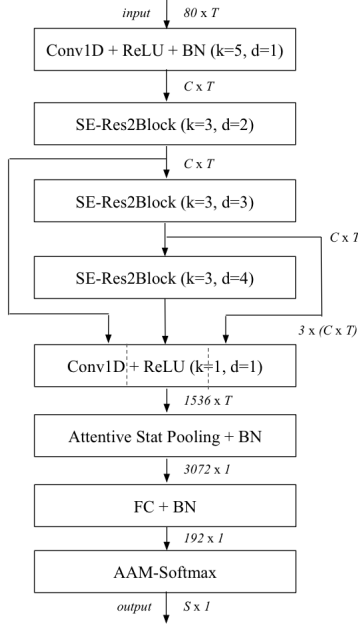 input 80 x T
Conv1D + ReLU + BN (k=5, d=1)
C x T
SE-Res2Block (k=3, d=2)
C x T
SE-Res2Block (k=3, d=3)
C x T
SE-Res2Block (k=3, d=4)
3 x (C x T)
Conv1D + ReLU (k=1, d=1)
1536 x T
Attentive Stat Pooling + BN
3072 x 1
FC + BN
192 x 1
AAM-Softmax
output S x 1